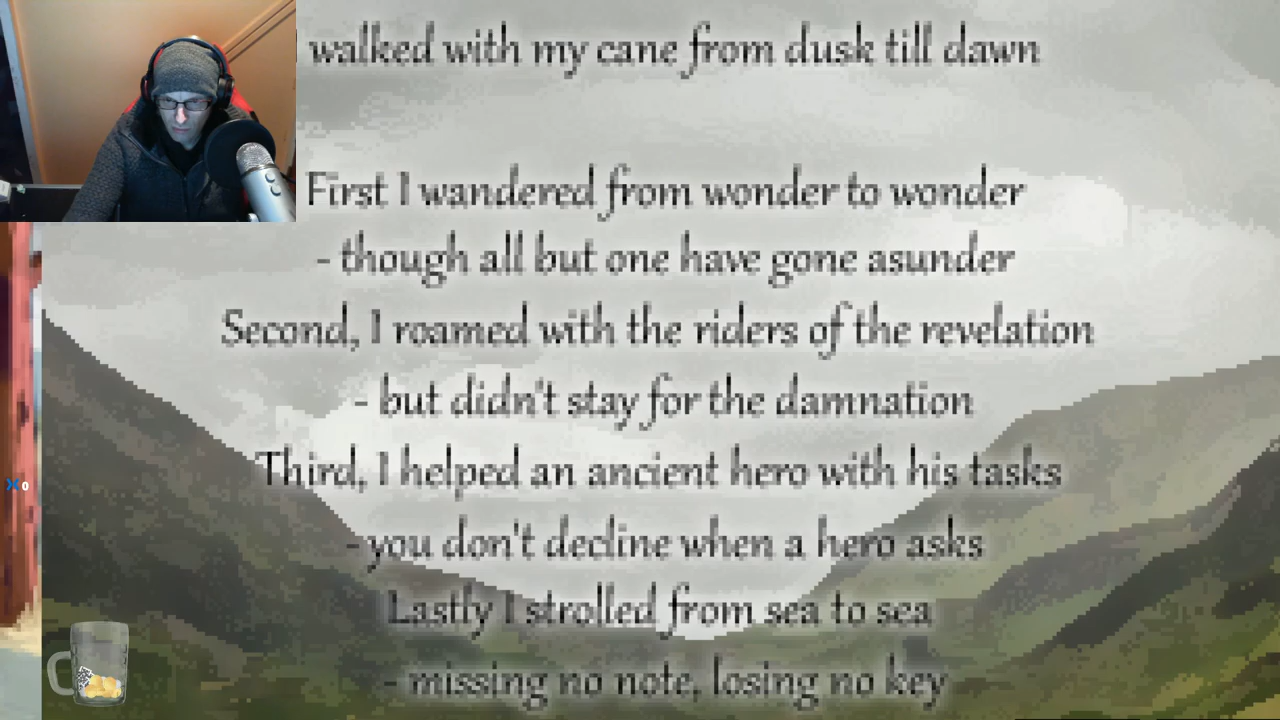 walked with my cane from dusk till dawn
First I wandered from wonder to wonder
- though all but one have gone asunder
Second, I roamed with the riders of the revelation
- but didn't stay for the damnation
Third, I helped an ancient hero with his tasks
- you don't decline when a hero asks
Lastly I strolled from sea to sea
- missing no note, losing no key
X 0